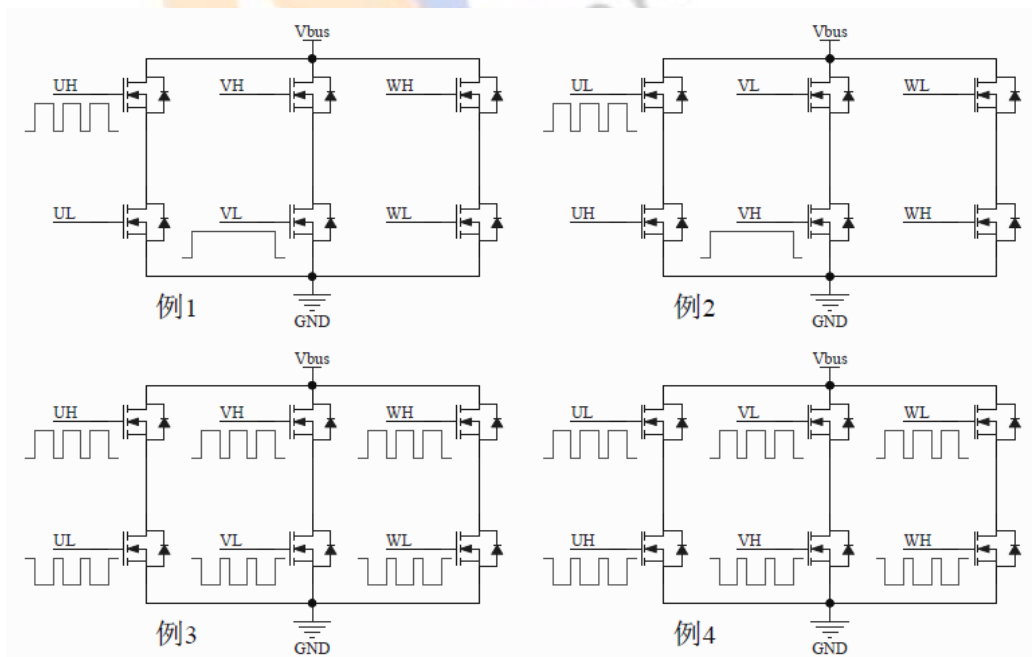 Vbus
UH VH WH
UL VL WL
例1
GND
Vbus
UL VL WL
UH VH WH
例2
GND
Vbus
UH VH WH
UL VL WL
例3
GND
Vbus
UL VL WL
UH VH WH
例4
GND